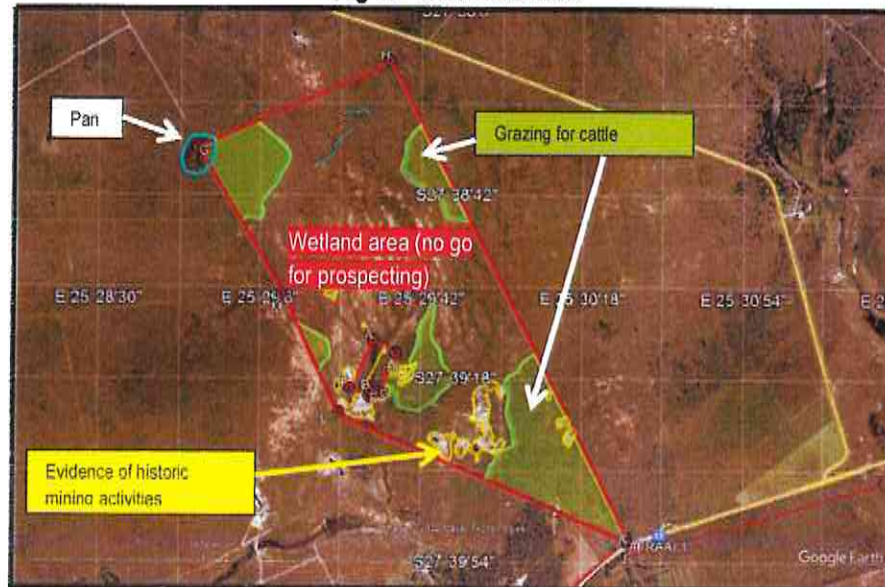 Pan
Grazing for cattle
S27°38'42"
Wetland area (no go
for prospecting)
E 25°28'30"
E 25°29'42"
E 25°30'18"
E 25°30'54"
S27°39'18"
Evidence of historic
mining activities
S27°39'54"
Google Earth